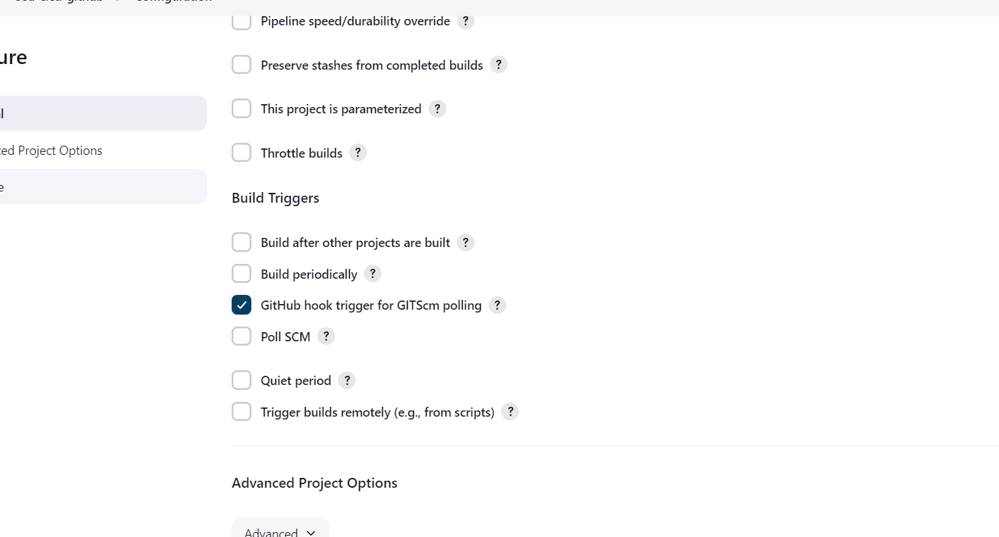 Configuration
Pipeline speed/durability override ?
ure
Preserve stashes from completed builds ?
l
This project is parameterized ?
ced Project Options
Throttle builds ?
e
Build Triggers
Build after other projects are built ?
Build periodically ?
GitHub hook trigger for GITScm polling ?
Poll SCM ?
Quiet period ?
Trigger builds remotely (e.g., from scripts) ?
Advanced Project Options
Advanced